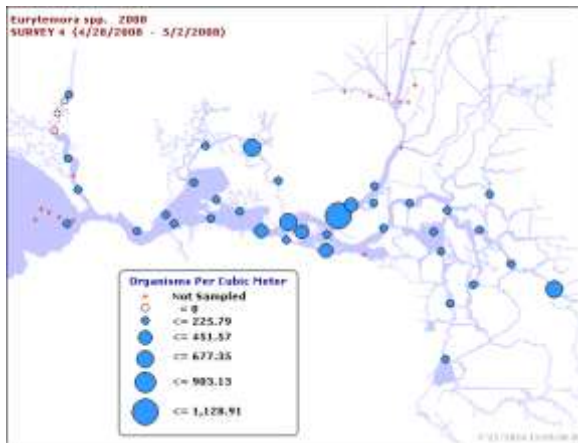 Eurytemora spp. 2008
SURVEY 4 (4/28/2008 - 5/2/2008)
Organisms Per Cubic Meter
Not Sampled
= 0
<= 225.79
<= 451.57
<= 677.35
<= 903.13
<= 1,128.91